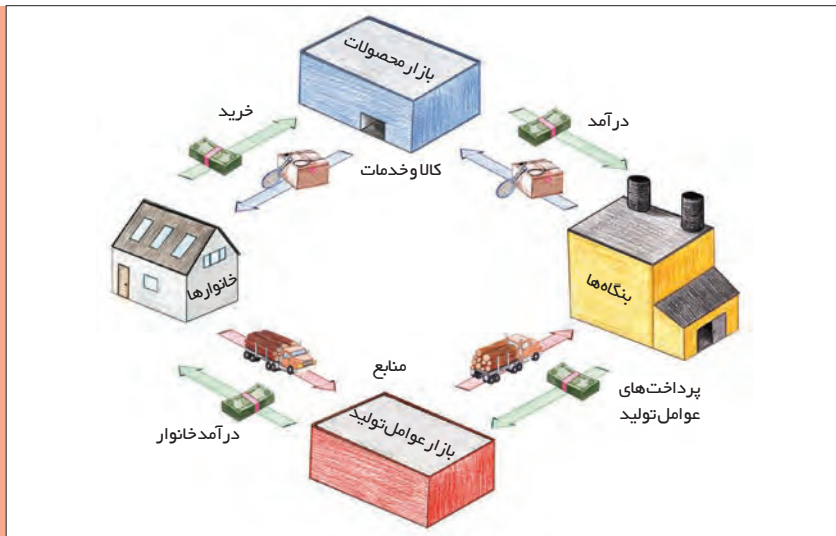 بازار محصولات
خرید
درآمد
کالا و خدمات
خانوارها
بنگاه‌ها
منابع
پرداخت‌های
عوامل تولید
درآمد خانوار
بازار عوامل تولید